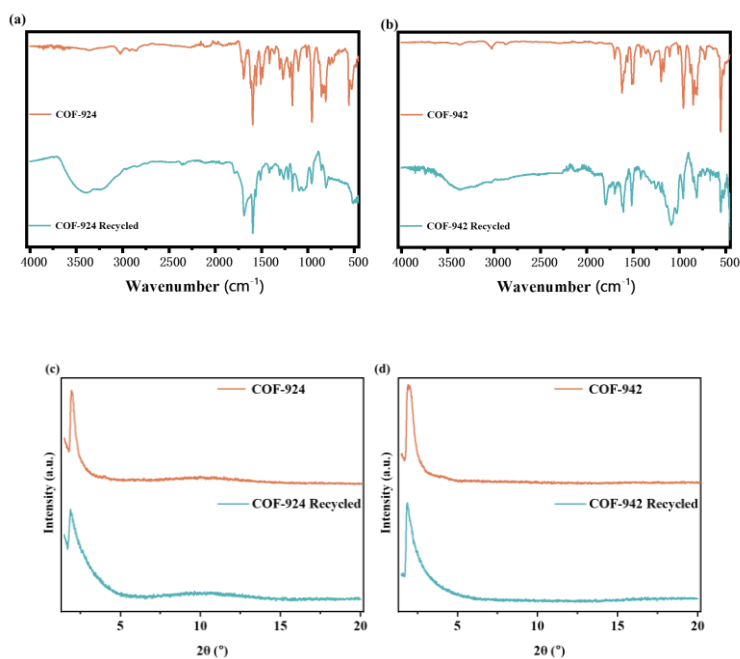 (a)
COF-924
COF-924 Recycled
4000 3500 3000 2500 2000 1500 1000 500
Wavenumber (cm⁻¹)
(b)
COF-942
COF-942 Recycled
4000 3500 3000 2500 2000 1500 1000 500
Wavenumber (cm⁻¹)
(c)
COF-924
COF-924 Recycled
Intensity (a.u.)
5 10 15 20
2θ (°)
(d)
COF-942
COF-942 Recycled
Intensity (a.u.)
5 10 15 20
2θ (°)